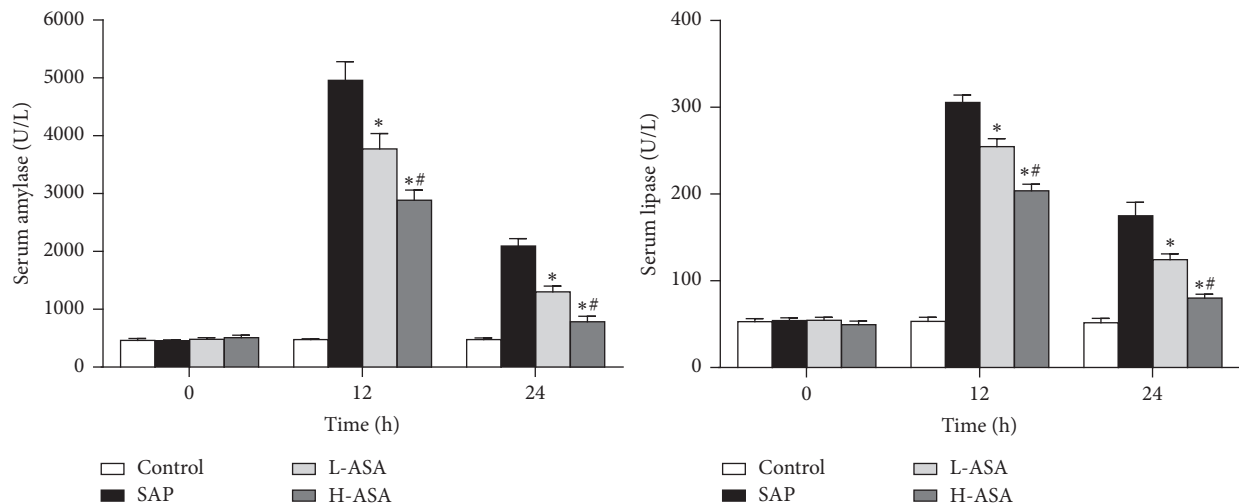 6000
5000
4000
3000
2000
1000
0
Serum amylase (U/L)
*
*#
*
*#
0 12 24
Time (h)
Control L-ASA
SAP H-ASA
400
300
200
100
0
Serum lipase (U/L)
*
*#
*
*#
0 12 24
Time (h)
Control L-ASA
SAP H-ASA